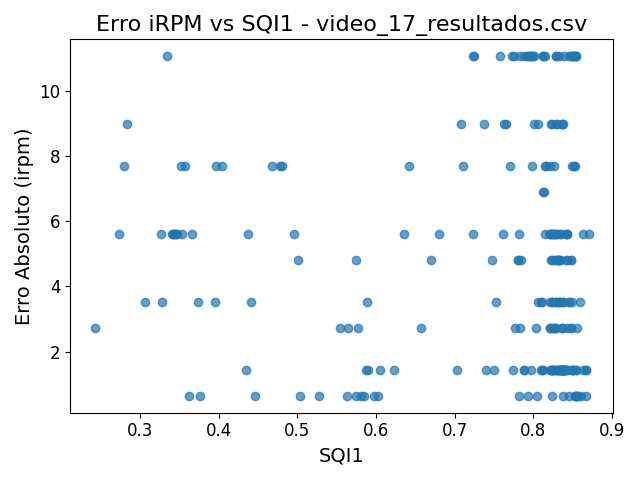 Erro iRPM vs SQI1 - video_17_resultados.csv
Erro Absoluto (irpm)
10
8
6
4
2
0.3 0.4 0.5 0.6 0.7 0.8 0.9
SQI1